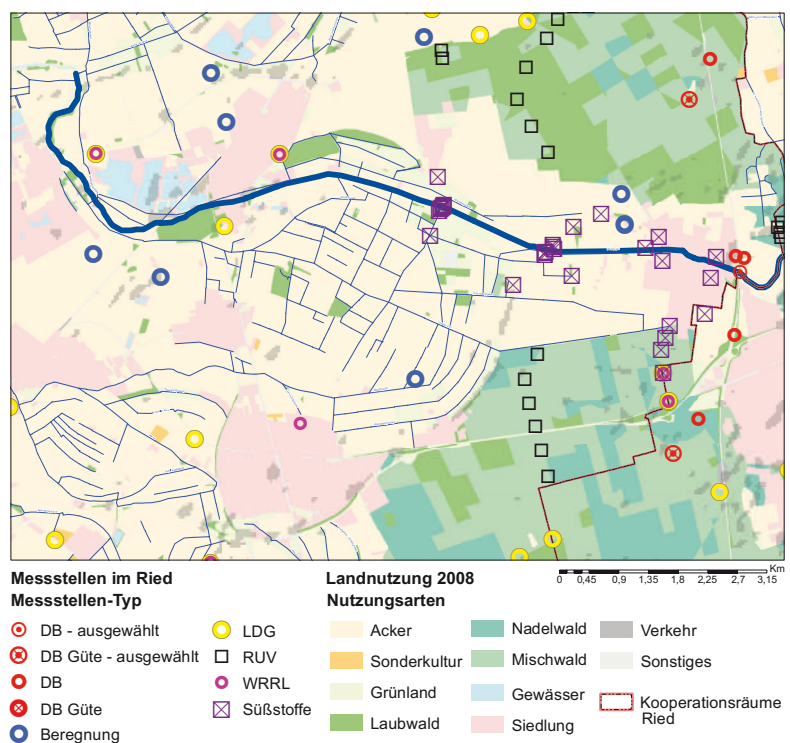 Km
0 0,45 0,9 1,35 1,8 2,25 2,7 3,15
Messstellen im Ried
Messstellen-Typ
DB - ausgewählt
DB Güte - ausgewählt
DB
DB Güte
Beregnung
LDG
RUV
WRRL
Süßstoffe
Landnutzung 2008
Nutzungsarten
Acker
Sonderkultur
Grünland
Laubwald
Nadelwald
Mischwald
Gewässer
Siedlung
Verkehr
Sonstiges
Kooperationsräume
Ried